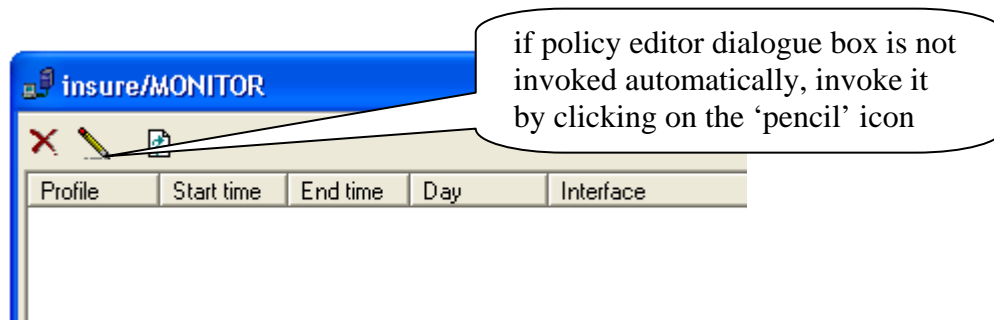 if policy editor dialogue box is not
invoked automatically, invoke it
by clicking on the ‘pencil’ icon
insure/MONITOR
Profile Start time End time Day Interface